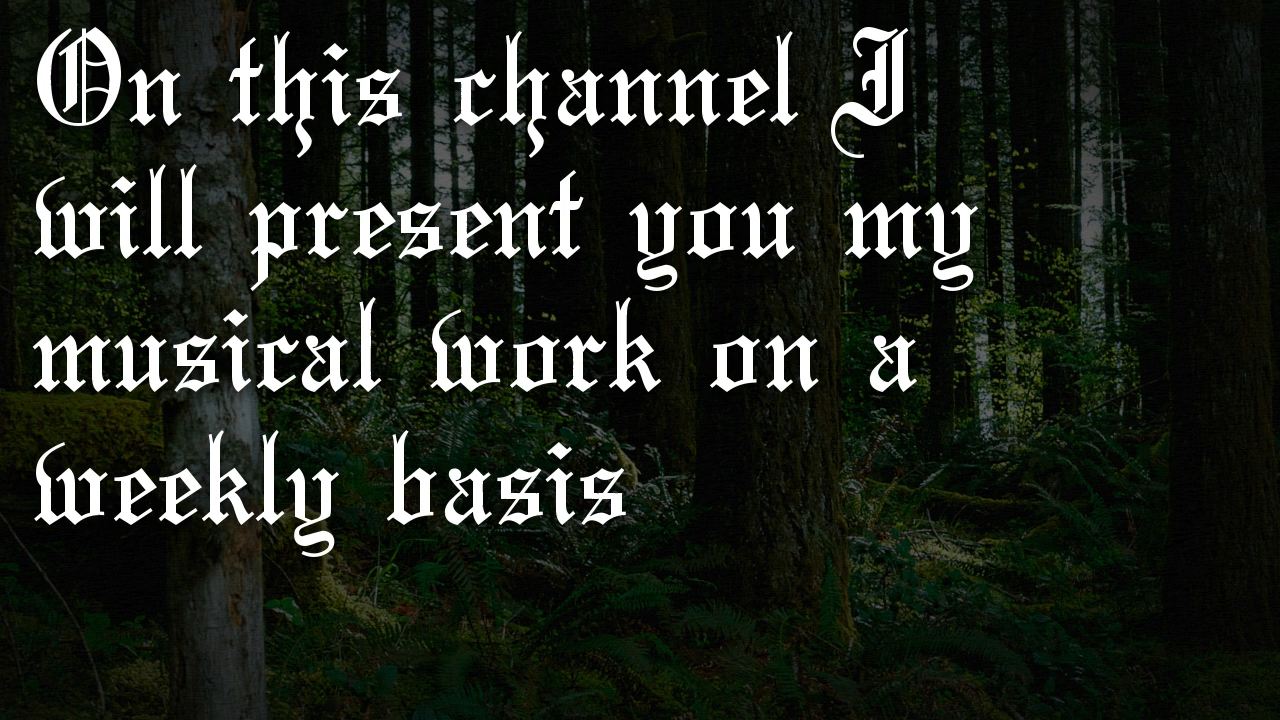 On this channel I
will present you my
musical work on a
weekly basis